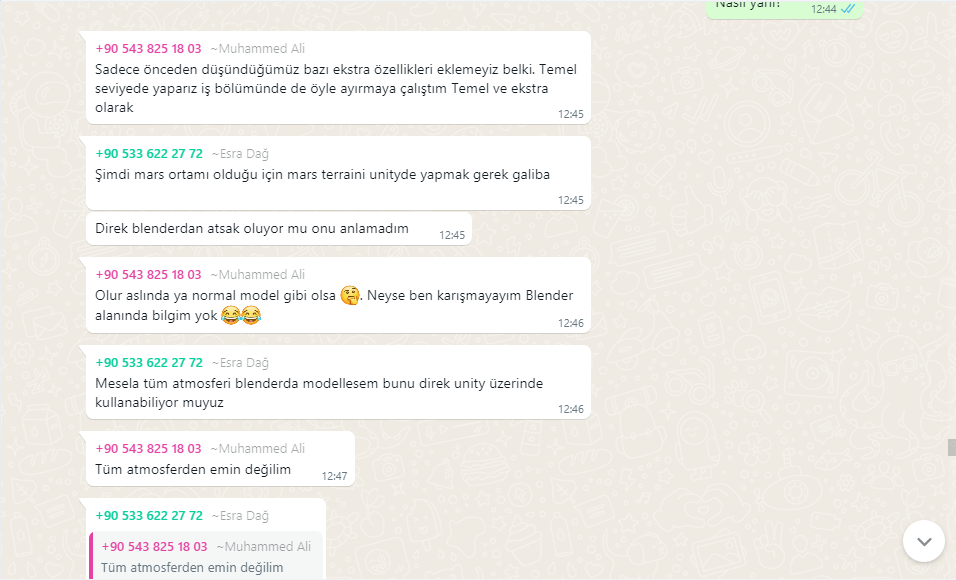 Nasıl yani?
12:44
+90 543 825 18 03 ~Muhammed Ali
Sadece önceden düşündüğümüz bazı ekstra özellikleri eklemeyiz belki. Temel
seviyede yaparız iş bölümünde de öyle ayırmaya çalıştım Temel ve ekstra
olarak
12:45
+90 533 622 27 72 ~Esra Dağ
Şimdi mars ortamı olduğu için mars terraini unityde yapmak gerek galiba
12:45
Direk blenderdan atsak oluyor mu onu anlamadım
12:45
+90 543 825 18 03 ~Muhammed Ali
Olur aslında ya normal model gibi olsa 🤔. Neyse ben karışmayayım Blender
alanında bilgim yok 😂😂
12:46
+90 533 622 27 72 ~Esra Dağ
Mesela tüm atmosferi blenderda modellesem bunu direk unity üzerinde
kullanabiliyor muyuz
12:46
+90 543 825 18 03 ~Muhammed Ali
Tüm atmosferden emin değilim
12:47
+90 533 622 27 72 ~Esra Dağ
+90 543 825 18 03 ~Muhammed Ali
Tüm atmosferden emin değilim